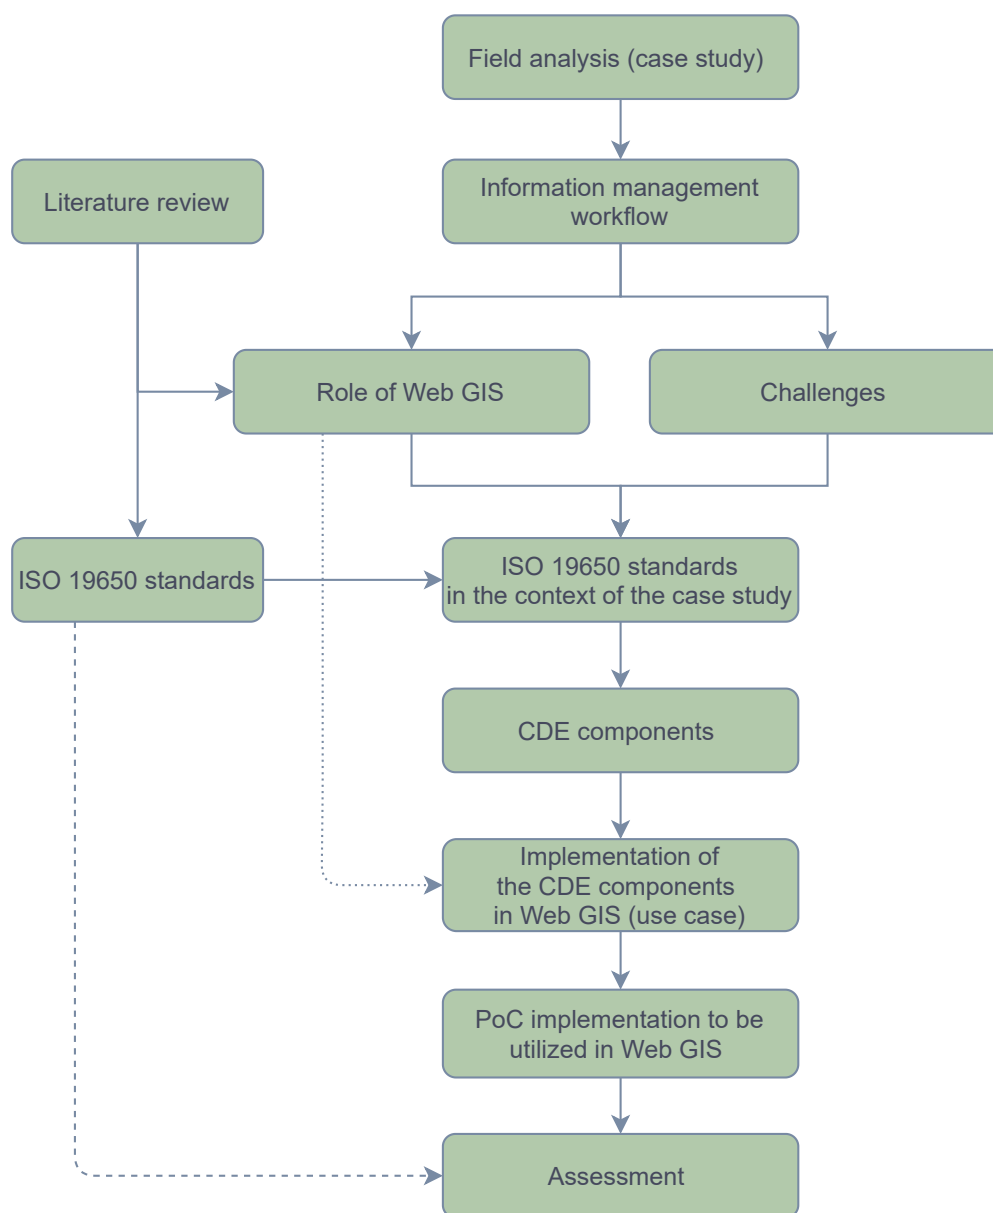 Field analysis (case study)
Literature review
Information management
workflow
Role of Web GIS
Challenges
ISO 19650 standards
ISO 19650 standards
in the context of the case study
CDE components
Implementation of
the CDE components
in Web GIS (use case)
PoC implementation to be
utilized in Web GIS
Assessment